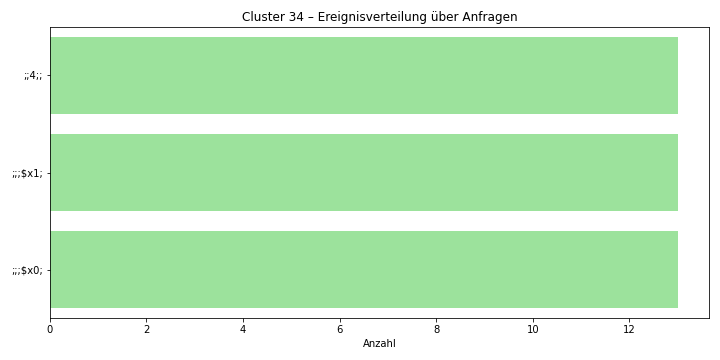 Cluster 34 – Ereignisverteilung über Anfragen
;;4;;
;;;$x1;
;;;$x0;
0 2 4 6 8 10 12
Anzahl